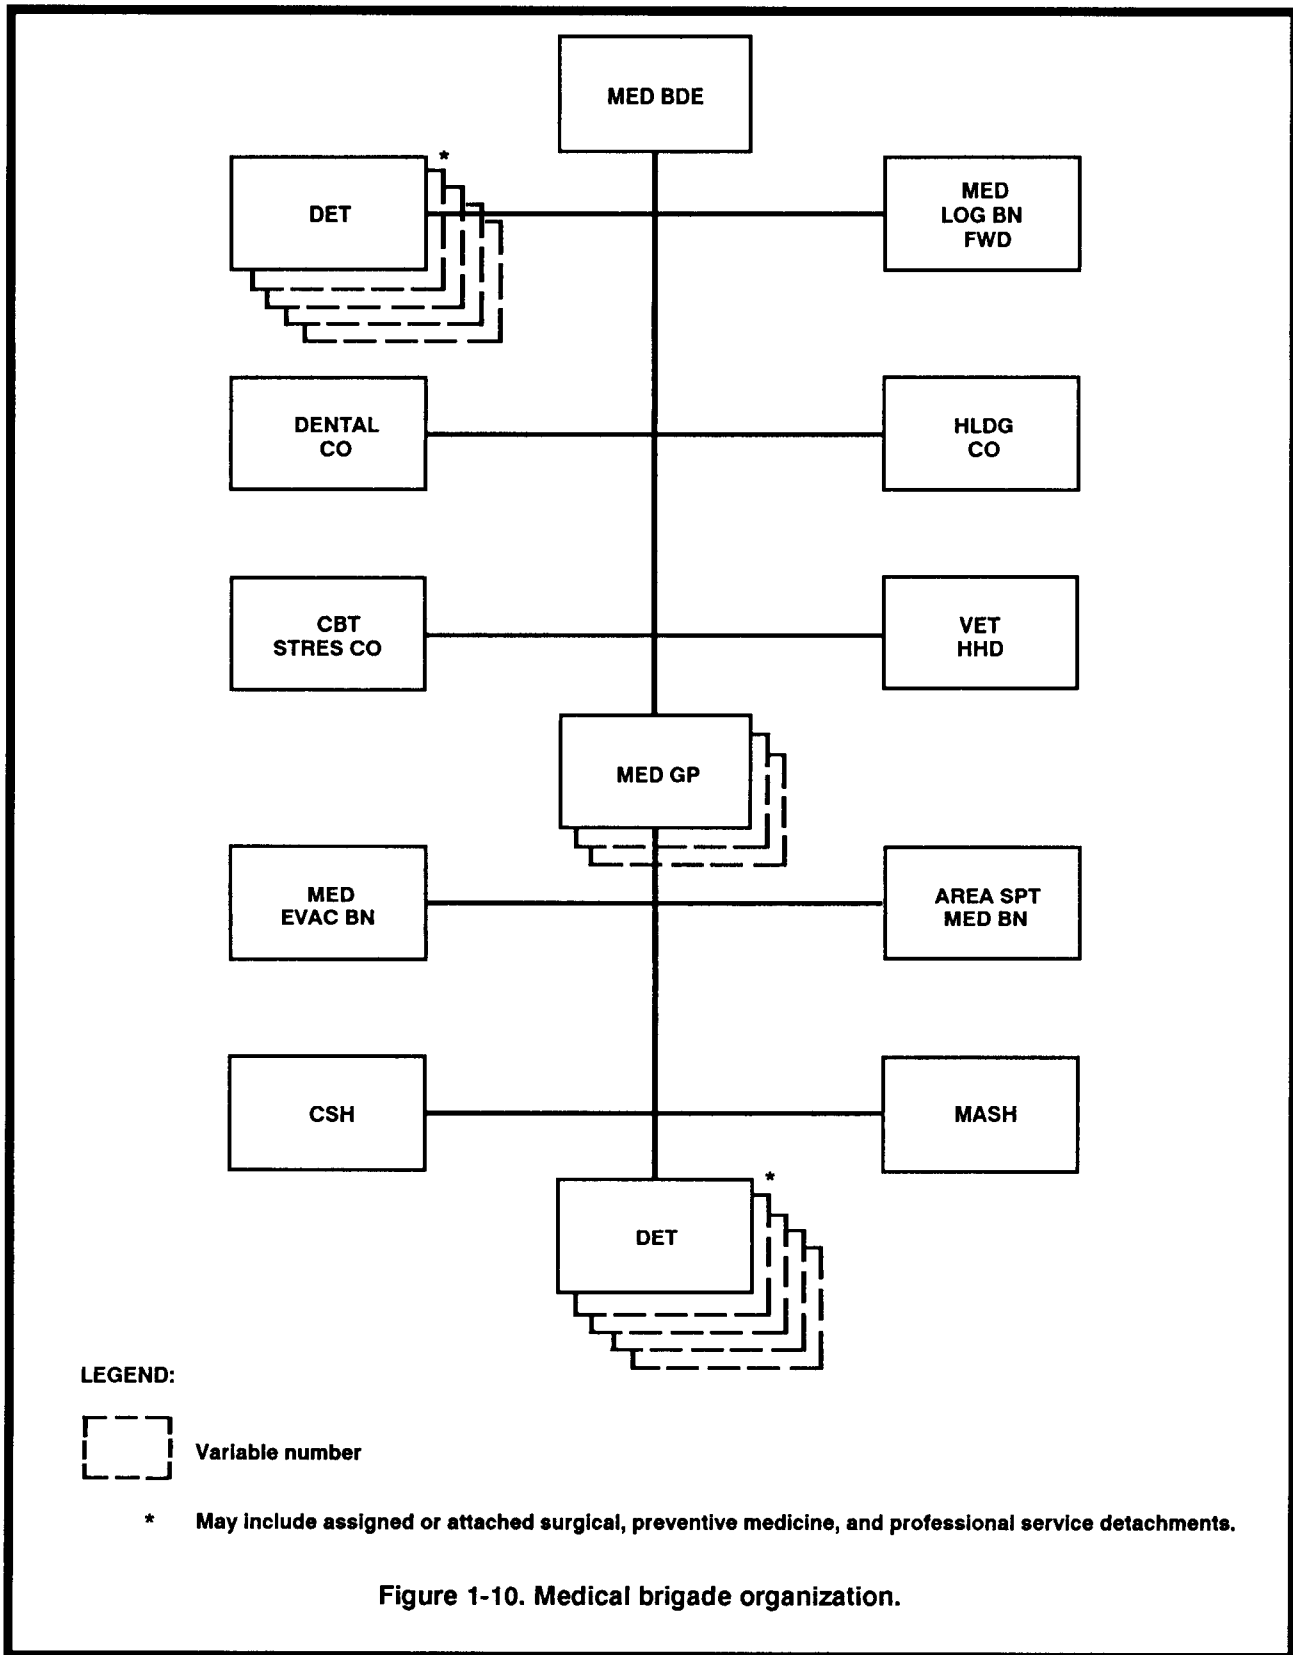 MED BDE
*
DET
MED
LOG BN
FWD
DENTAL
CO
HLDG
CO
CBT
STRES CO
VET
HHD
MED GP
MED
EVAC BN
AREA SPT
MED BN
CSH
MASH
*
DET
LEGEND:
Variable number
* May include assigned or attached surgical, preventive medicine, and professional service detachments.
Figure 1-10. Medical brigade organization.